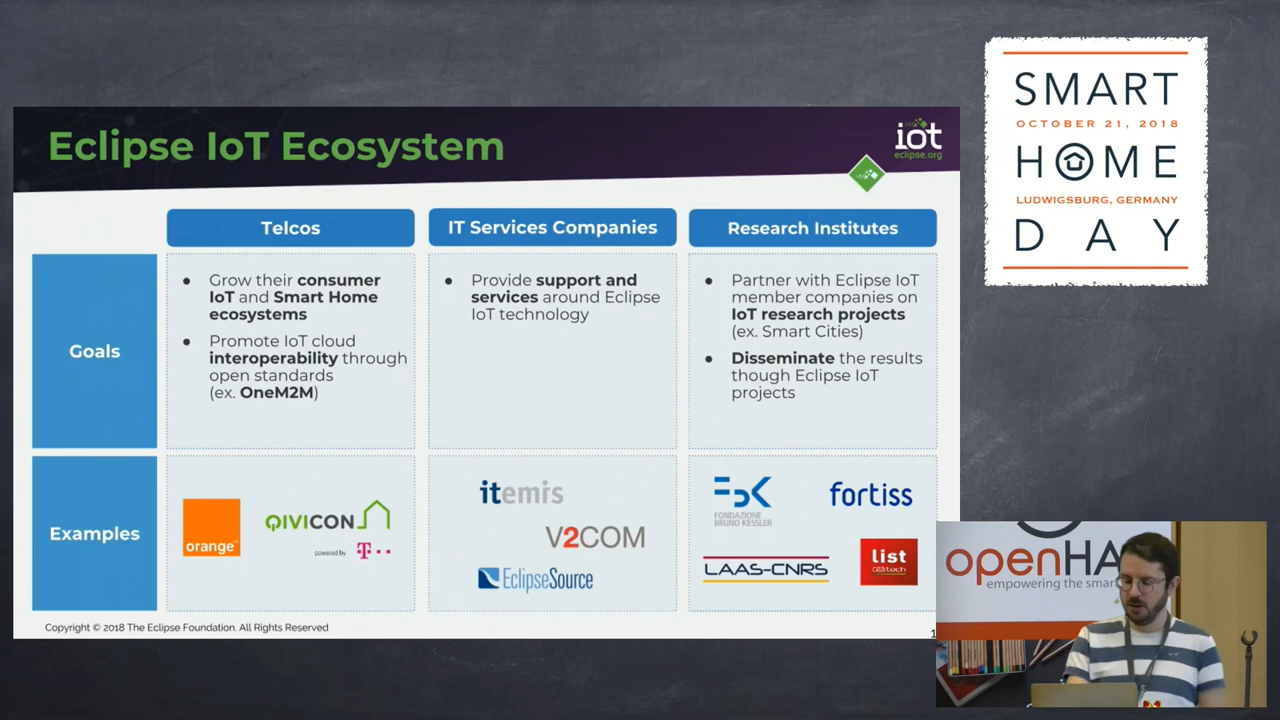 SMART
OCTOBER 21, 2018
HOME
LUDWIGSBURG, GERMANY
DAY
Eclipse IoT Ecosystem
iot
eclipse.org
Telcos
IT Services Companies
Research Institutes
Goals
● Grow their consumer
IoT and Smart Home
ecosystems
● Promote IoT cloud
interoperability through
open standards
(ex. OneM2M)
● Provide support and
services around Eclipse
IoT technology
● Partner with Eclipse IoT
member companies on
IoT research projects
(ex. Smart Cities)
● Disseminate the results
though Eclipse IoT
projects
Examples
orange™
QIVICON
powered by T
itemis
V2COM
EclipseSource
FBK
FONDAZIONE
BRUNO KESSLER
fortiss
LAAS-CNRS
list
cea tech
Copyright © 2018 The Eclipse Foundation. All Rights Reserved
1
openHA
empowering the smar